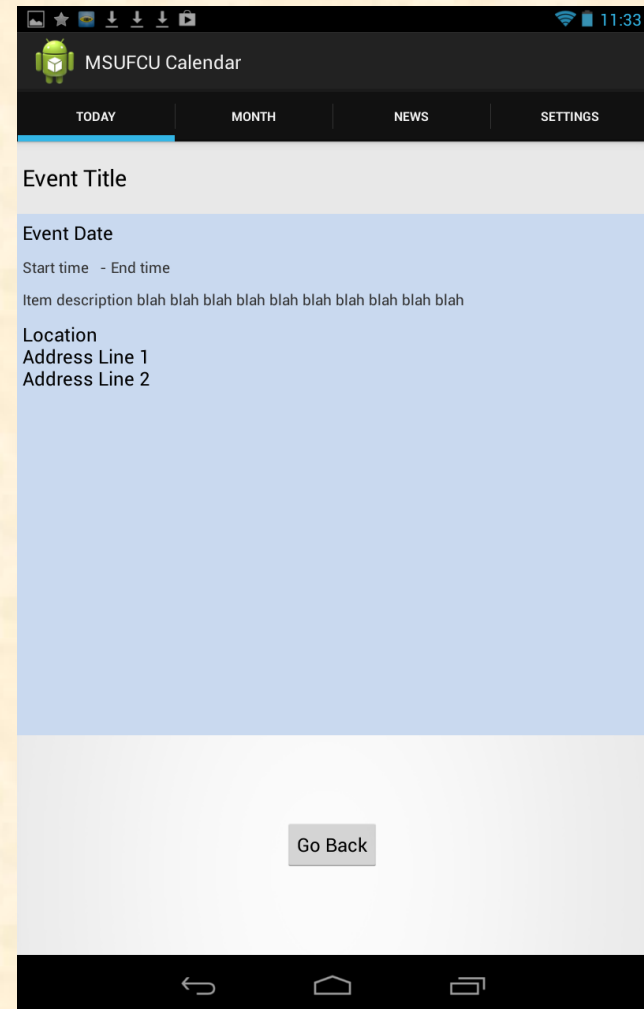 11:33
MSUFCU Calendar
TODAY MONTH NEWS SETTINGS
Event Title
Event Date
Start time - End time
Item description blah blah blah blah blah blah blah blah blah blah
Location
Address Line 1
Address Line 2
Go Back